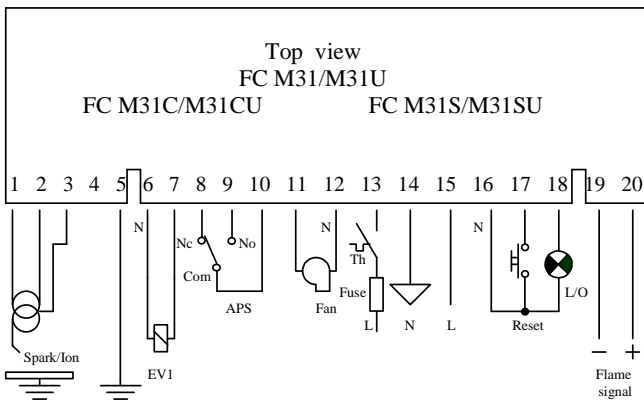 Top view
FC M31/M31U
FC M31C/M31CU FC M31S/M31SU
1 2 3 4 5 6 7 8 9 10 11 12 13 14 15 16 17 18 19 20
N N N
Nc No
Th
Com
Fuse
L/O
APS Fan
L N L Reset
Spark/Ion
EV1
− +
Flame
signal